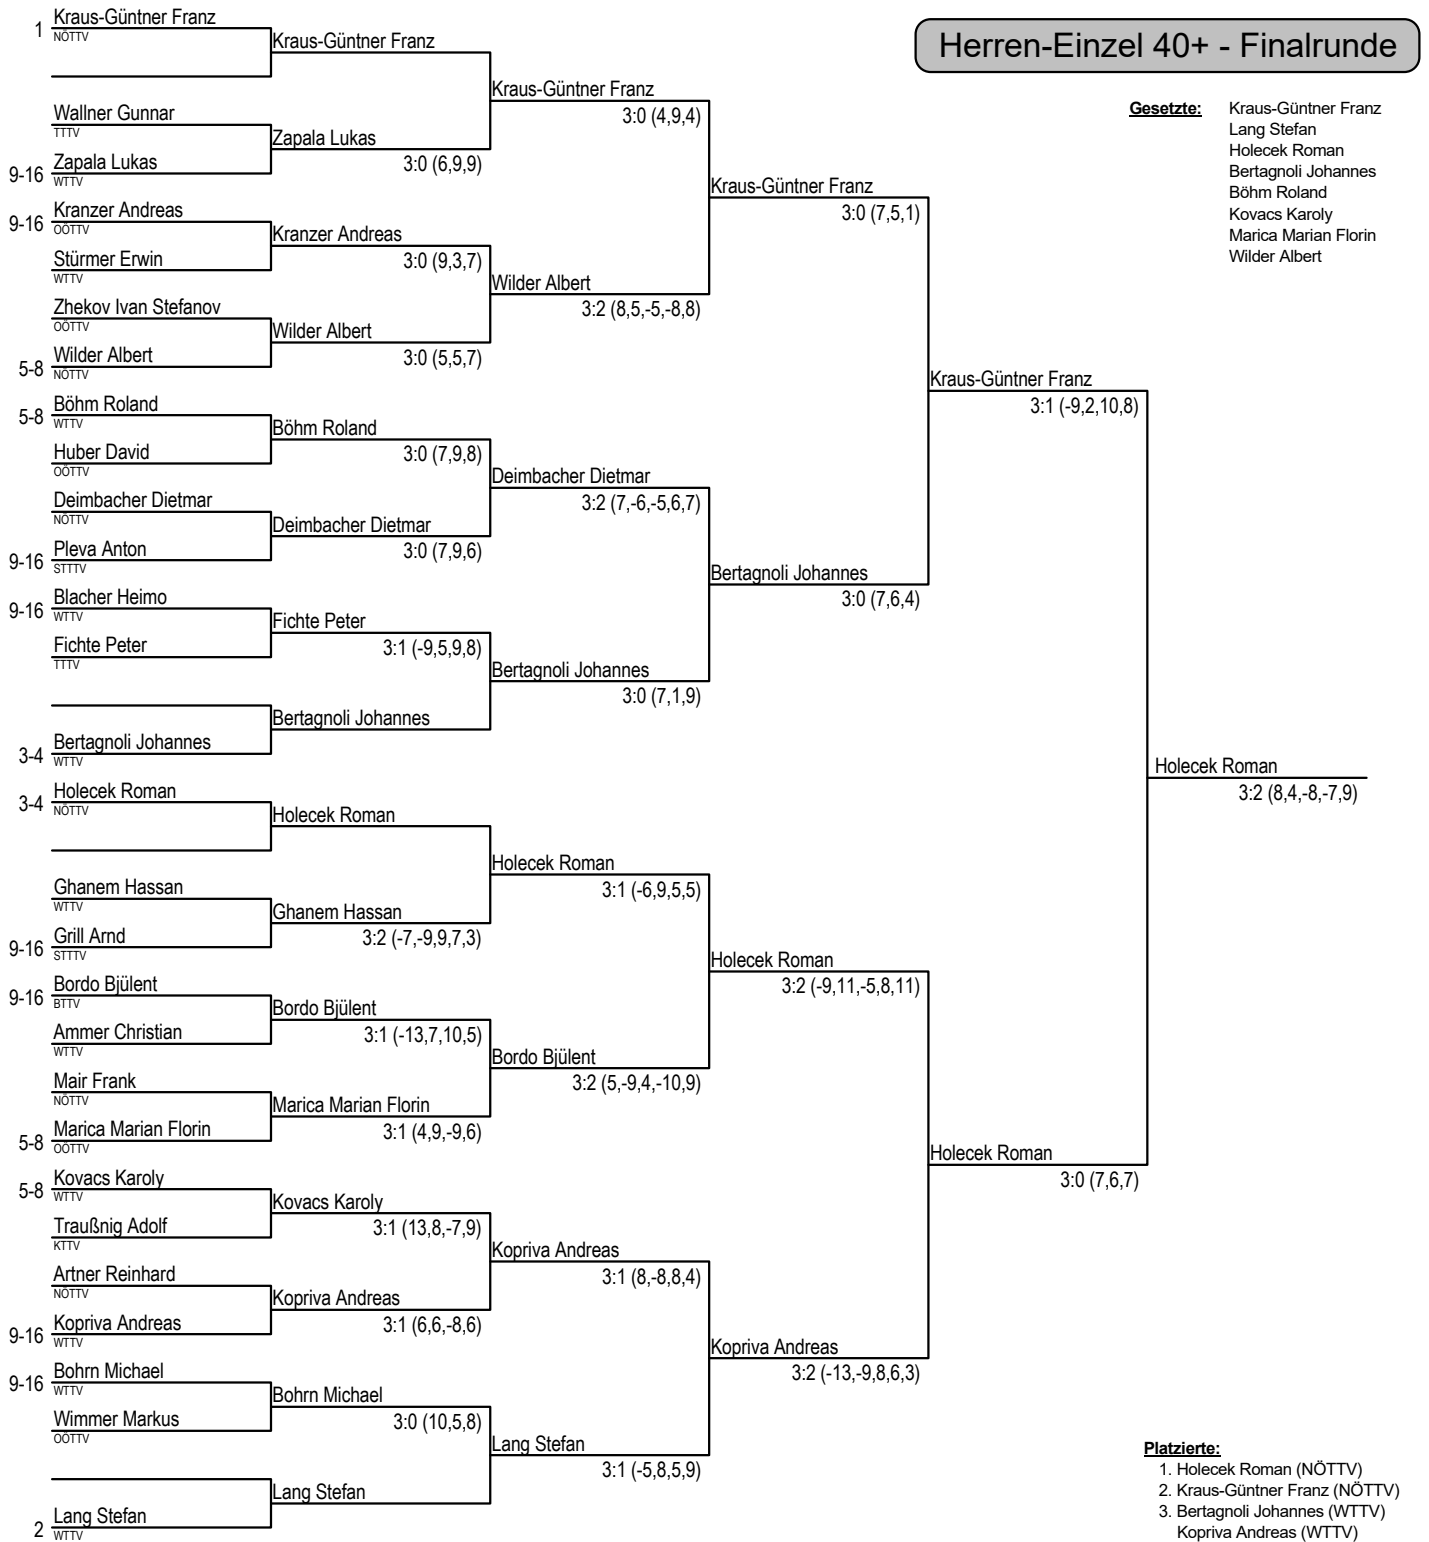 Herren-Einzel 40+ - Finalrunde
Gesetzte:
Kraus-Güntner Franz
Lang Stefan
Holecek Roman
Bertagnoli Johannes
Böhm Roland
Kovacs Karoly
Marica Marian Florin
Wilder Albert
1 Kraus-Güntner Franz
NÖTTV
Wallner Gunnar
TTTV
9-16 Zapala Lukas
WTTV
9-16 Kranzer Andreas
OÖTTV
Stürmer Erwin
WTTV
Zhekov Ivan Stefanov
OÖTTV
5-8 Wilder Albert
NÖTTV
5-8 Böhm Roland
WTTV
Huber David
OÖTTV
Deimbacher Dietmar
NÖTTV
9-16 Pleva Anton
STTTV
9-16 Blacher Heimo
WTTV
Fichte Peter
TTTV
3-4 Bertagnoli Johannes
WTTV
3-4 Holecek Roman
NÖTTV
Ghanem Hassan
WTTV
9-16 Grill Arnd
STTTV
9-16 Bordo Bjülent
BTTV
Ammer Christian
WTTV
Mair Frank
NÖTTV
5-8 Marica Marian Florin
OÖTTV
5-8 Kovacs Karoly
WTTV
Traußnig Adolf
KTTV
Artner Reinhard
NÖTTV
9-16 Kopriva Andreas
WTTV
9-16 Bohrn Michael
WTTV
Wimmer Markus
OÖTTV
2 Lang Stefan
WTTV
Kraus-Güntner Franz
Zapala Lukas
3:0 (6,9,9)
Kranzer Andreas
3:0 (9,3,7)
Wilder Albert
3:0 (5,5,7)
Böhm Roland
3:0 (7,9,8)
Deimbacher Dietmar
3:0 (7,9,6)
Fichte Peter
3:1 (-9,5,9,8)
Bertagnoli Johannes
Holecek Roman
Ghanem Hassan
3:2 (-7,-9,9,7,3)
Bordo Bjülent
3:1 (-13,7,10,5)
Marica Marian Florin
3:1 (4,9,-9,6)
Kovacs Karoly
3:1 (13,8,-7,9)
Kopriva Andreas
3:1 (6,6,-8,6)
Bohrn Michael
3:0 (10,5,8)
Lang Stefan
Kraus-Güntner Franz
3:0 (4,9,4)
Wilder Albert
3:2 (8,5,-5,-8,8)
Deimbacher Dietmar
3:2 (7,-6,-5,6,7)
Bertagnoli Johannes
3:0 (7,1,9)
Holecek Roman
3:1 (-6,9,5,5)
Bordo Bjülent
3:2 (5,-9,4,-10,9)
Kopriva Andreas
3:1 (8,-8,8,4)
Lang Stefan
3:1 (-5,8,5,9)
Kraus-Güntner Franz
3:0 (7,5,1)
Bertagnoli Johannes
3:0 (7,6,4)
Holecek Roman
3:2 (-9,11,-5,8,11)
Kopriva Andreas
3:2 (-13,-9,8,6,3)
Kraus-Güntner Franz
3:1 (-9,2,10,8)
Holecek Roman
3:0 (7,6,7)
Holecek Roman
3:2 (8,4,-8,-7,9)
Platzierte:
1. Holecek Roman (NÖTTV)
2. Kraus-Güntner Franz (NÖTTV)
3. Bertagnoli Johannes (WTTV)
Kopriva Andreas (WTTV)